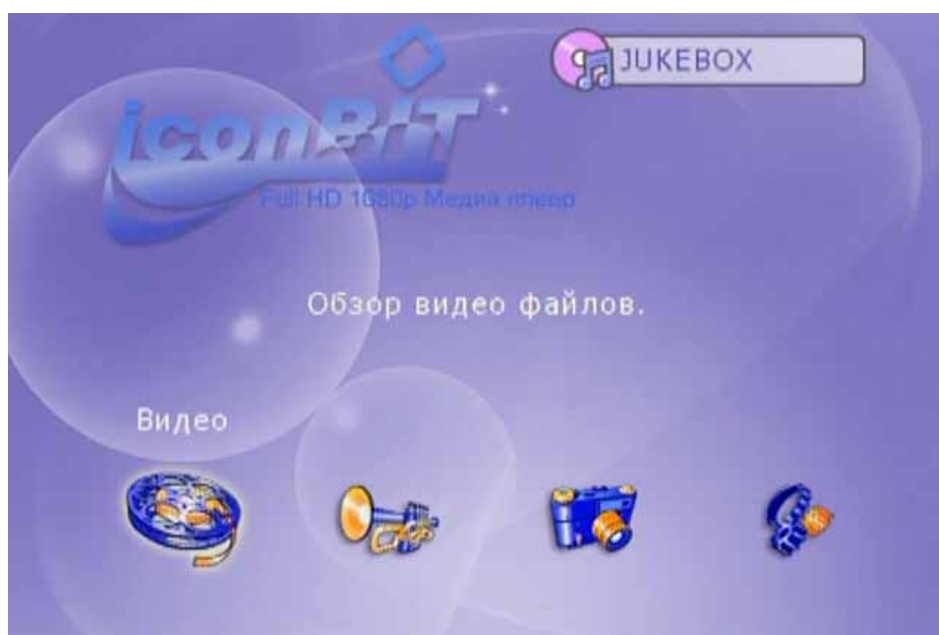 JUKEBOX
iconBIT
Full HD 1080p Медиа плеер
Обзор видео файлов.
Видео